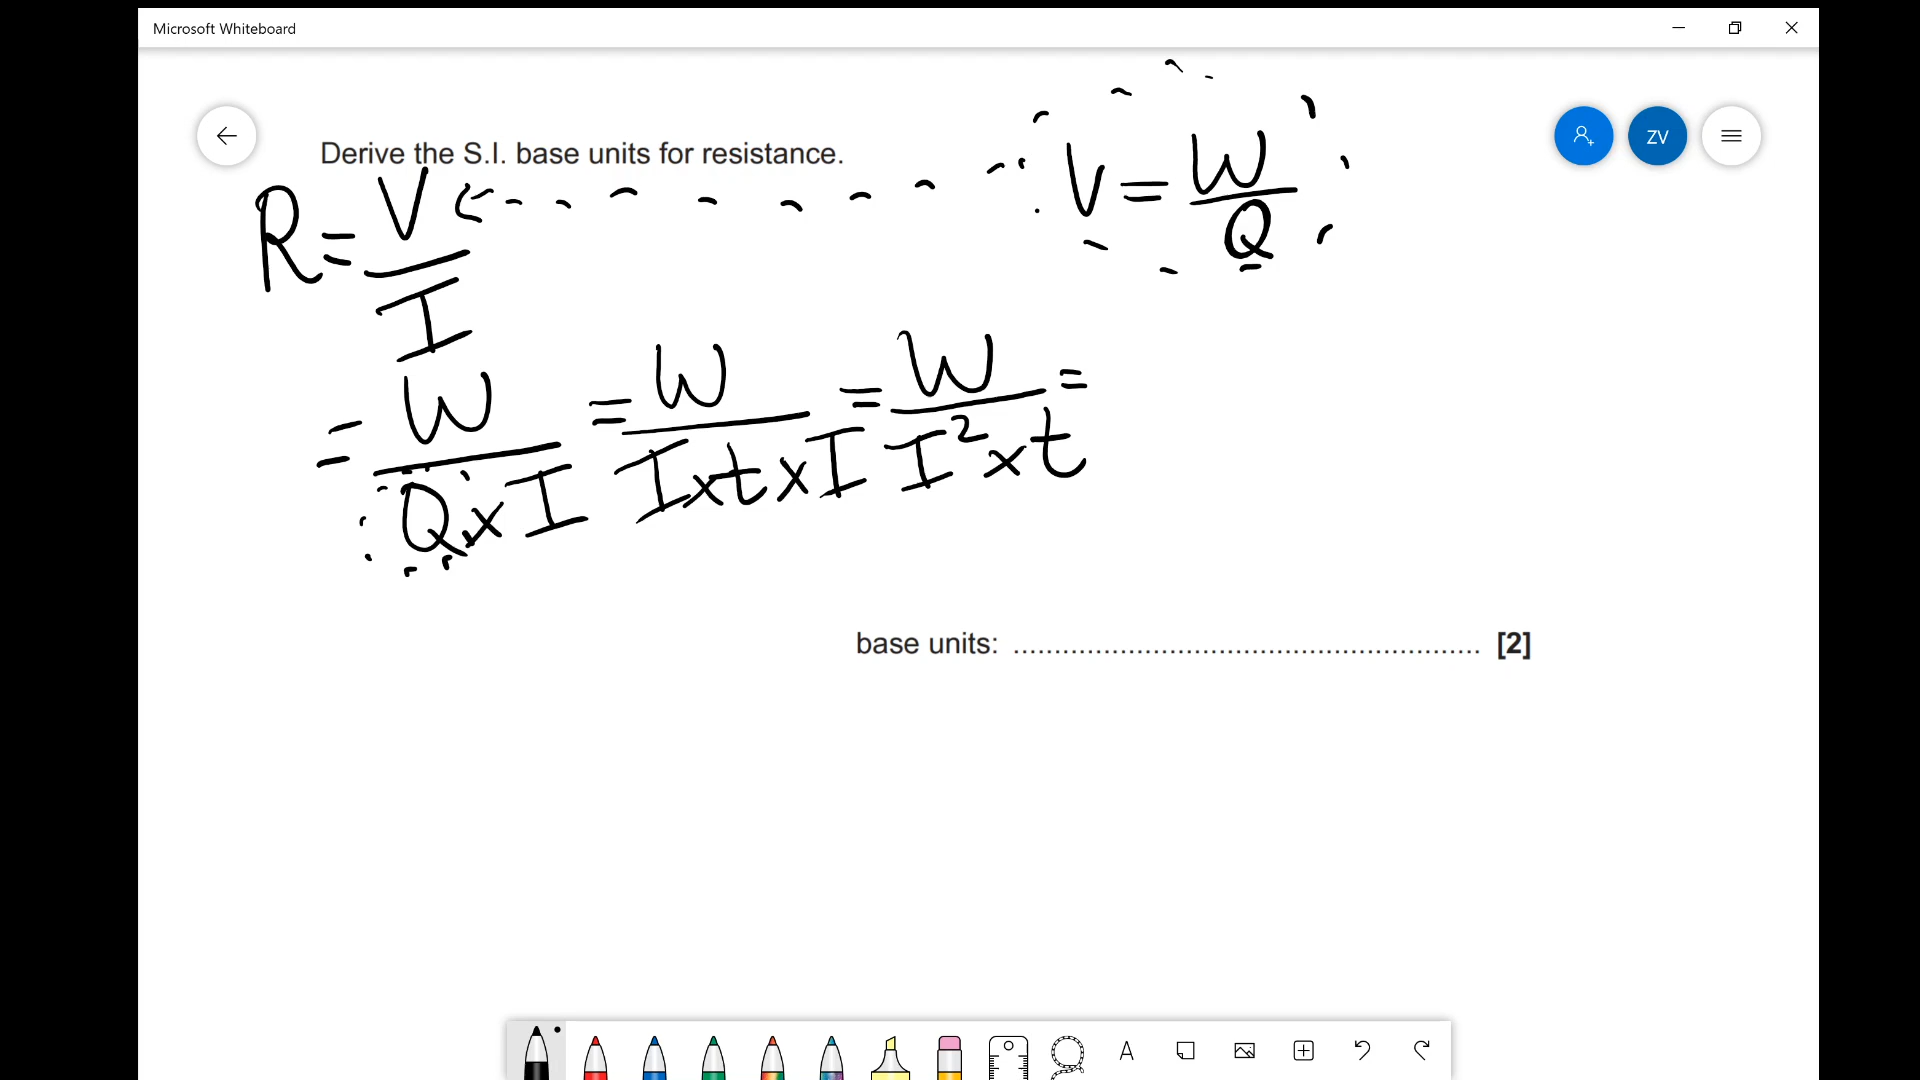 Microsoft Whiteboard
ZV
Derive the S.I. base units for resistance.
R = V / I
V = W / Q
= W / Q x I = W / I x t x I = W / I² x t =
base units: ........................................................ [2]
A